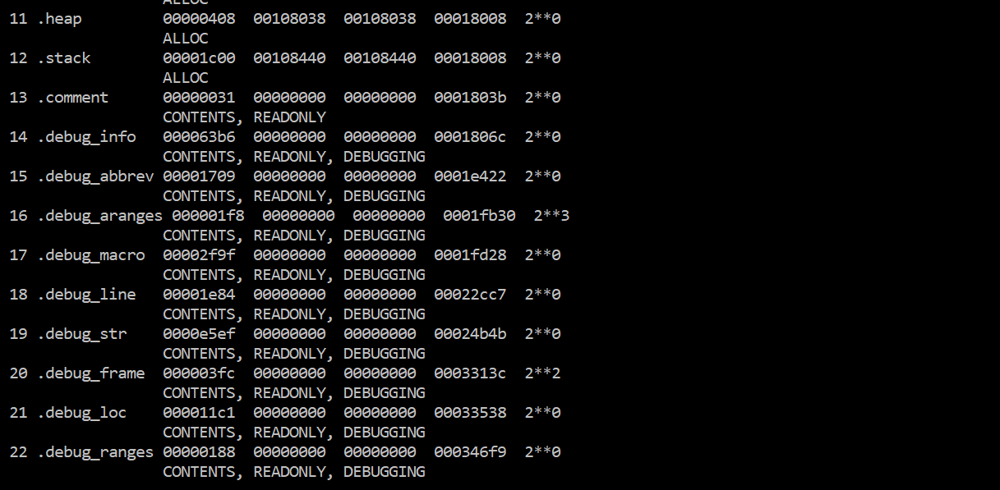 ALLOC
11 .heap         00000408  00108038  00108038  00018008  2**0
                 ALLOC
12 .stack        00001c00  00108440  00108440  00018008  2**0
                 ALLOC
13 .comment      00000031  00000000  00000000  0001803b  2**0
                 CONTENTS, READONLY
14 .debug_info   000063b6  00000000  00000000  0001806c  2**0
                 CONTENTS, READONLY, DEBUGGING
15 .debug_abbrev 00001709  00000000  00000000  0001e422  2**0
                 CONTENTS, READONLY, DEBUGGING
16 .debug_aranges 000001f8  00000000  00000000  0001fb30  2**3
                 CONTENTS, READONLY, DEBUGGING
17 .debug_macro  00002f9f  00000000  00000000  0001fd28  2**0
                 CONTENTS, READONLY, DEBUGGING
18 .debug_line   00001e84  00000000  00000000  00022cc7  2**0
                 CONTENTS, READONLY, DEBUGGING
19 .debug_str    0000e5ef  00000000  00000000  00024b4b  2**0
                 CONTENTS, READONLY, DEBUGGING
20 .debug_frame  000003fc  00000000  00000000  0003313c  2**2
                 CONTENTS, READONLY, DEBUGGING
21 .debug_loc    000011c1  00000000  00000000  00033538  2**0
                 CONTENTS, READONLY, DEBUGGING
22 .debug_ranges 00000188  00000000  00000000  000346f9  2**0
                 CONTENTS, READONLY, DEBUGGING